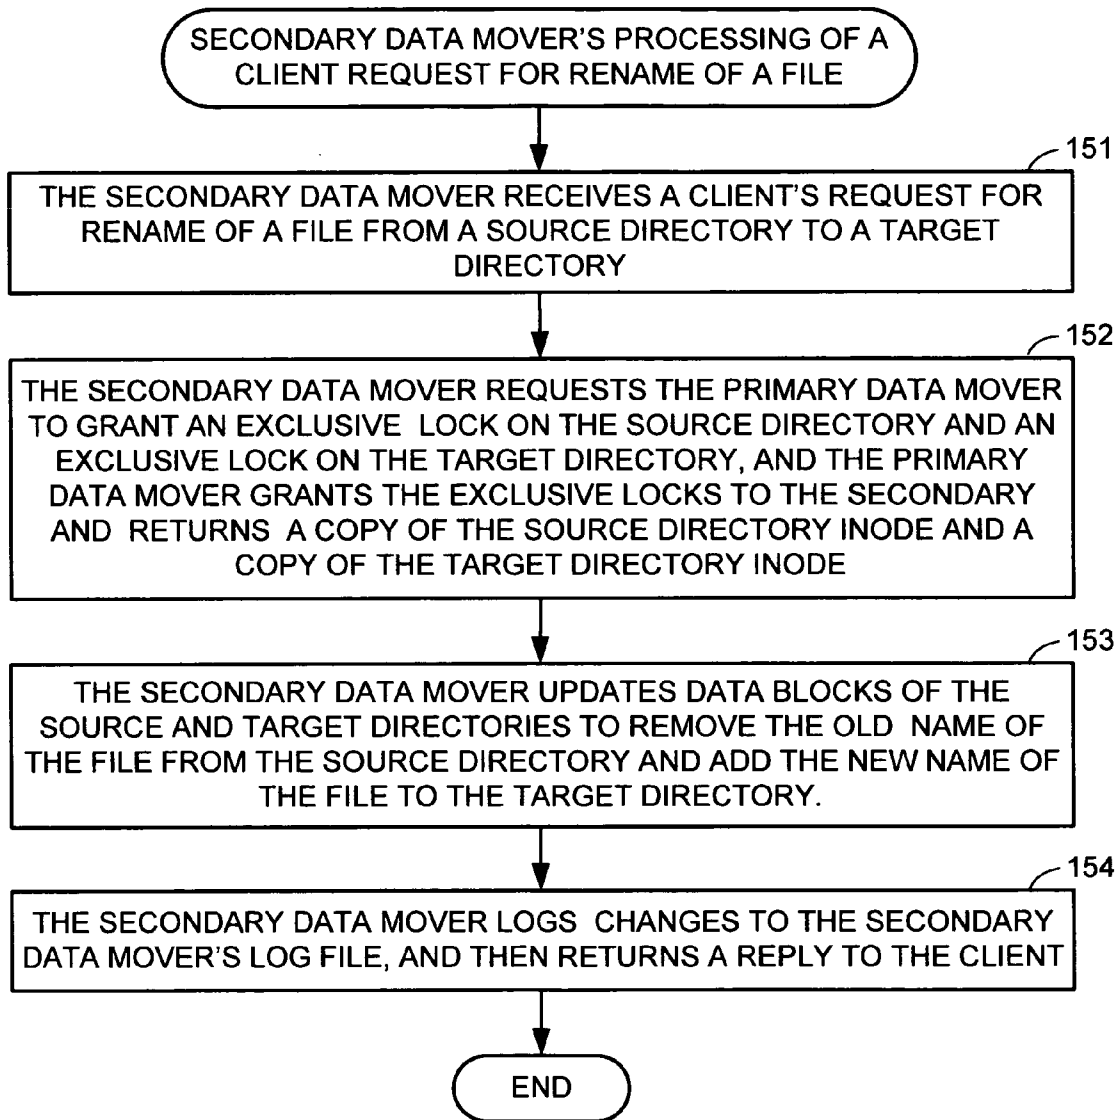 SECONDARY DATA MOVER'S PROCESSING OF A
CLIENT REQUEST FOR RENAME OF A FILE
151
THE SECONDARY DATA MOVER RECEIVES A CLIENT'S REQUEST FOR
RENAME OF A FILE FROM A SOURCE DIRECTORY TO A TARGET
DIRECTORY
152
THE SECONDARY DATA MOVER REQUESTS THE PRIMARY DATA MOVER
TO GRANT AN EXCLUSIVE LOCK ON THE SOURCE DIRECTORY AND AN
EXCLUSIVE LOCK ON THE TARGET DIRECTORY, AND THE PRIMARY
DATA MOVER GRANTS THE EXCLUSIVE LOCKS TO THE SECONDARY
AND RETURNS A COPY OF THE SOURCE DIRECTORY INODE AND A
COPY OF THE TARGET DIRECTORY INODE
153
THE SECONDARY DATA MOVER UPDATES DATA BLOCKS OF THE
SOURCE AND TARGET DIRECTORIES TO REMOVE THE OLD NAME OF
THE FILE FROM THE SOURCE DIRECTORY AND ADD THE NEW NAME OF
THE FILE TO THE TARGET DIRECTORY.
154
THE SECONDARY DATA MOVER LOGS CHANGES TO THE SECONDARY
DATA MOVER'S LOG FILE, AND THEN RETURNS A REPLY TO THE CLIENT
END